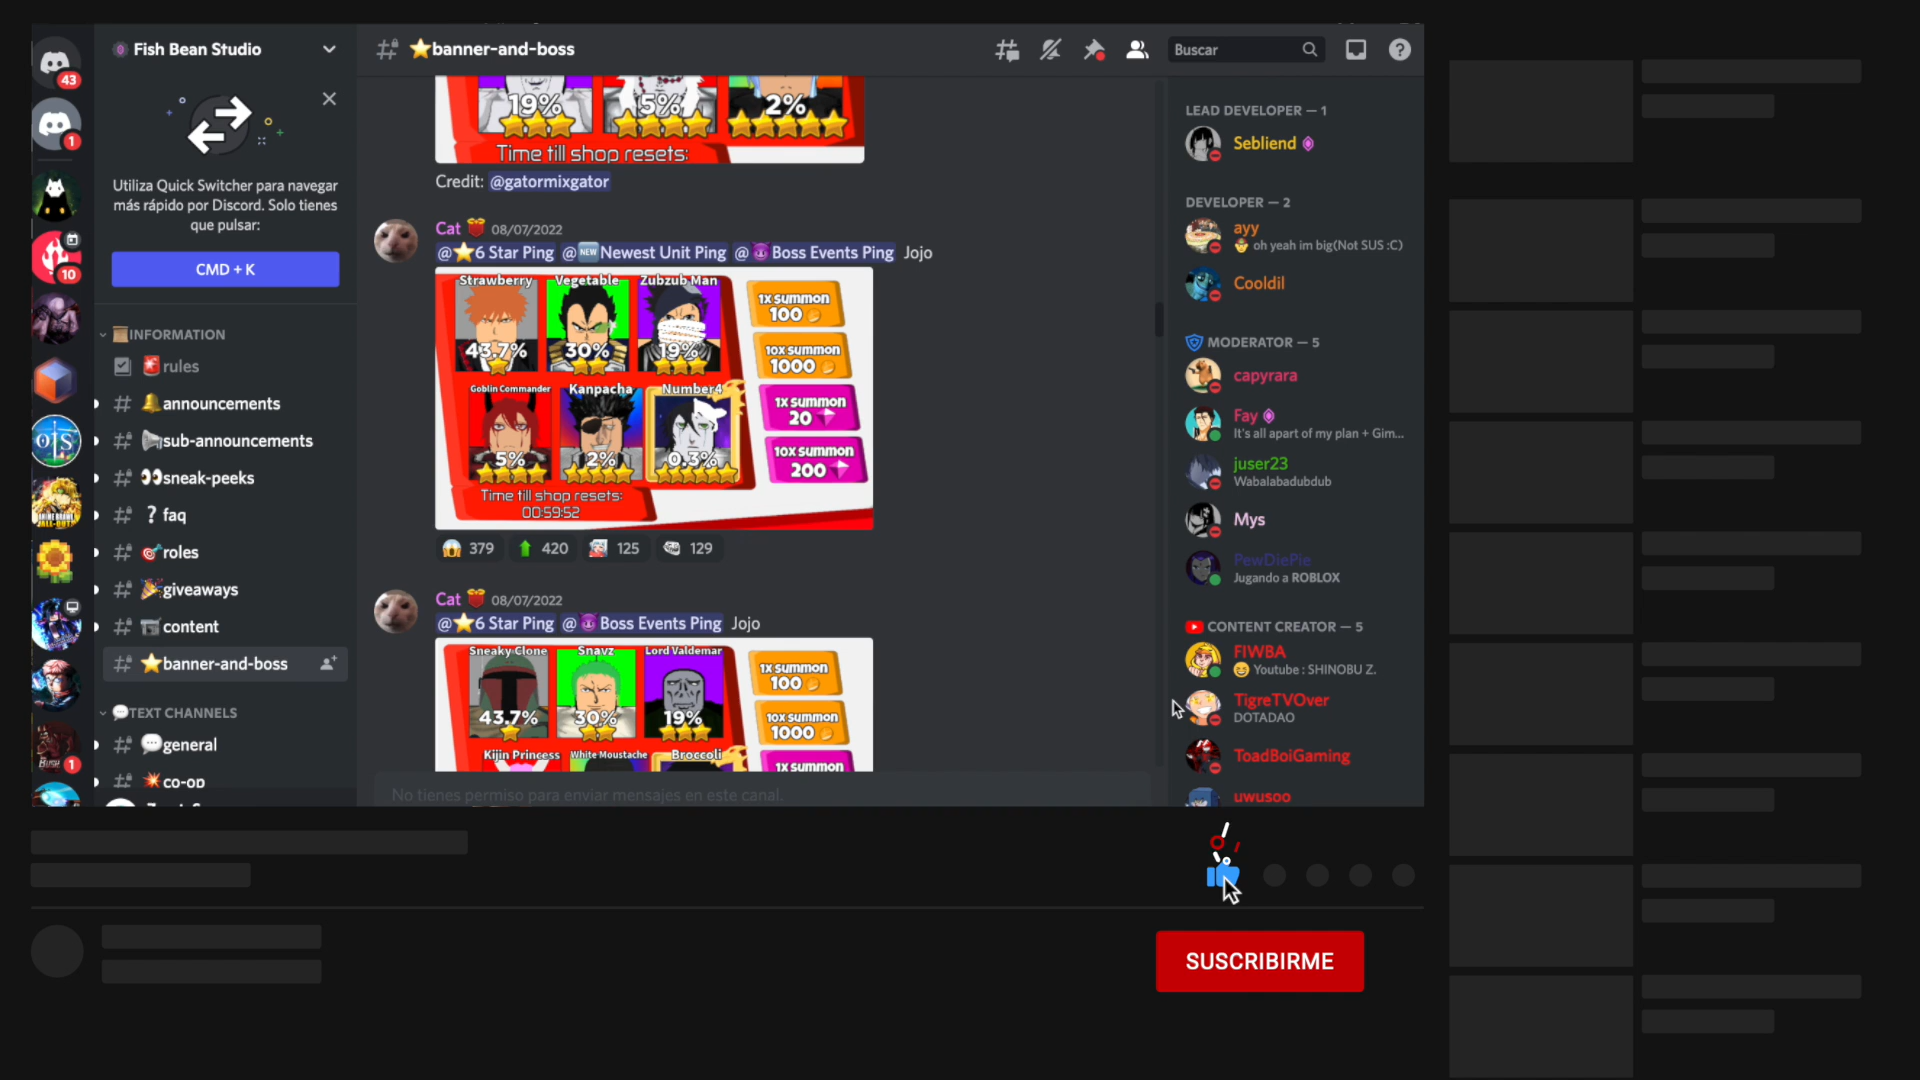 43
1
10
1
Fish Bean Studio
Utiliza Quick Switcher para navegar
más rápido por Discord. Solo tienes
que pulsar:
CMD + K
INFORMATION
rules
announcements
sub-announcements
sneak-peeks
faq
roles
giveaways
content
banner-and-boss
TEXT CHANNELS
general
co-op
banner-and-boss
Buscar
19% 5% 2%
Time till shop resets:
Credit: @gatormixgator
Cat 08/07/2022
@⭐6 Star Ping @🆕Newest Unit Ping @😈Boss Events Ping Jojo
Strawberry Vegetable Zubzub Man
43.7% 30% 19%
Goblin Commander Kanpacha Number4
5% 2% 0.3%
Time till shop resets:
00:59:52
1x summon
100
10x summon
1000
1x summon
20
10x summon
200
379 420 125 129
Cat 08/07/2022
@⭐6 Star Ping @😈Boss Events Ping Jojo
Sneaky Clone Snavz Lord Valdemar
43.7% 30% 19%
Kijin Princess White Moustache Broccoli
1x summon
100
10x summon
1000
1x summon
No tienes permiso para enviar mensajes en este canal.
LEAD DEVELOPER — 1
Sebliend
DEVELOPER — 2
ayy
oh yeah im big(Not SUS :C)
Cooldil
MODERATOR — 5
capyrara
Fay
It's all apart of my plan + Gim...
juser23
Wabalabadubdub
Mys
PewDiePie
Jugando a ROBLOX
CONTENT CREATOR — 5
FIWBA
Youtube : SHINOBU Z.
TigreTVOver
DOTADAO
ToadBoiGaming
uwusoo
SUSCRIBIRME